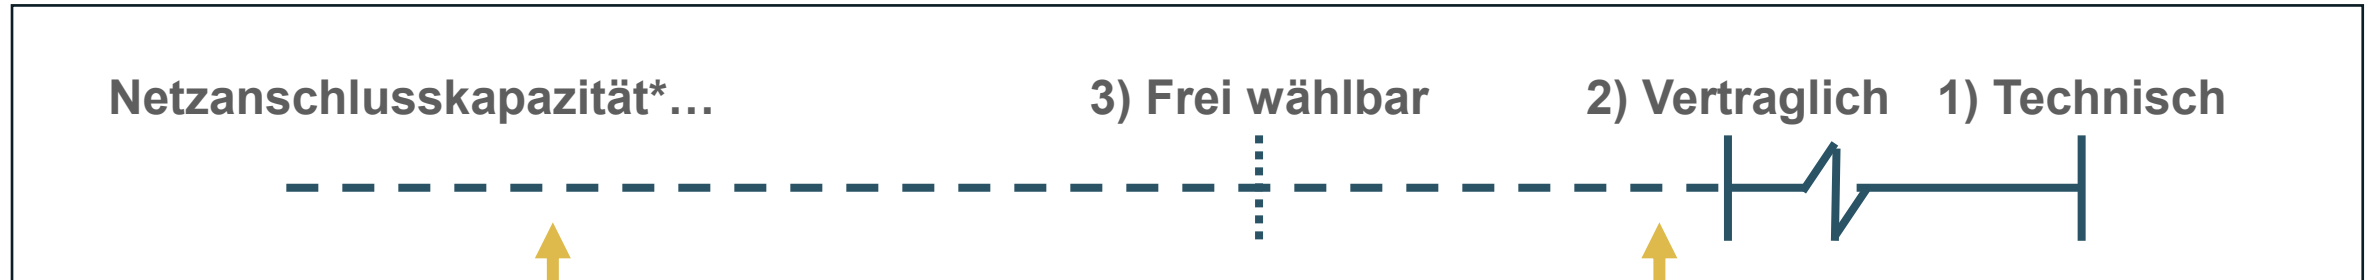 Netzanschlusskapazität*… 3) Frei wählbar 2) Vertraglich 1) Technisch